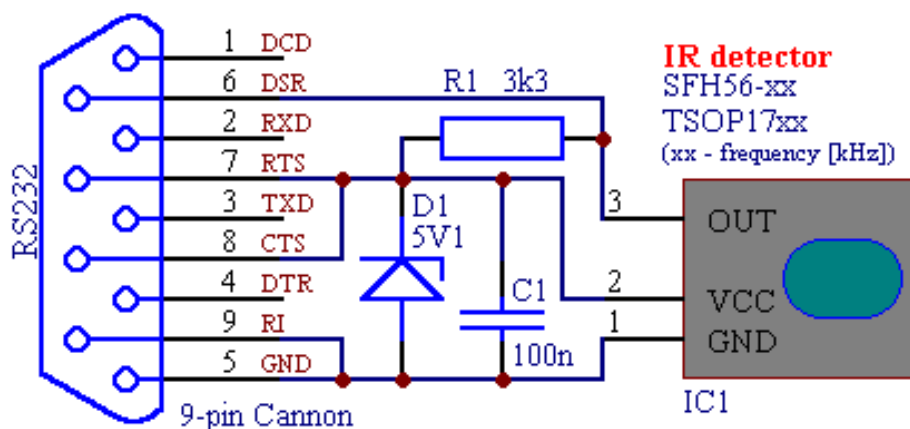 RS232
1 DCD
6 DSR
2 RXD
7 RTS
3 TXD
8 CTS
4 DTR
9 RI
5 GND
9-pin Cannon
R1 3k3
D1
5V1
C1
100n
IR detector
SFH56-xx
TSOP17xx
(xx - frequency [kHz])
3 OUT
2 VCC
1 GND
IC1